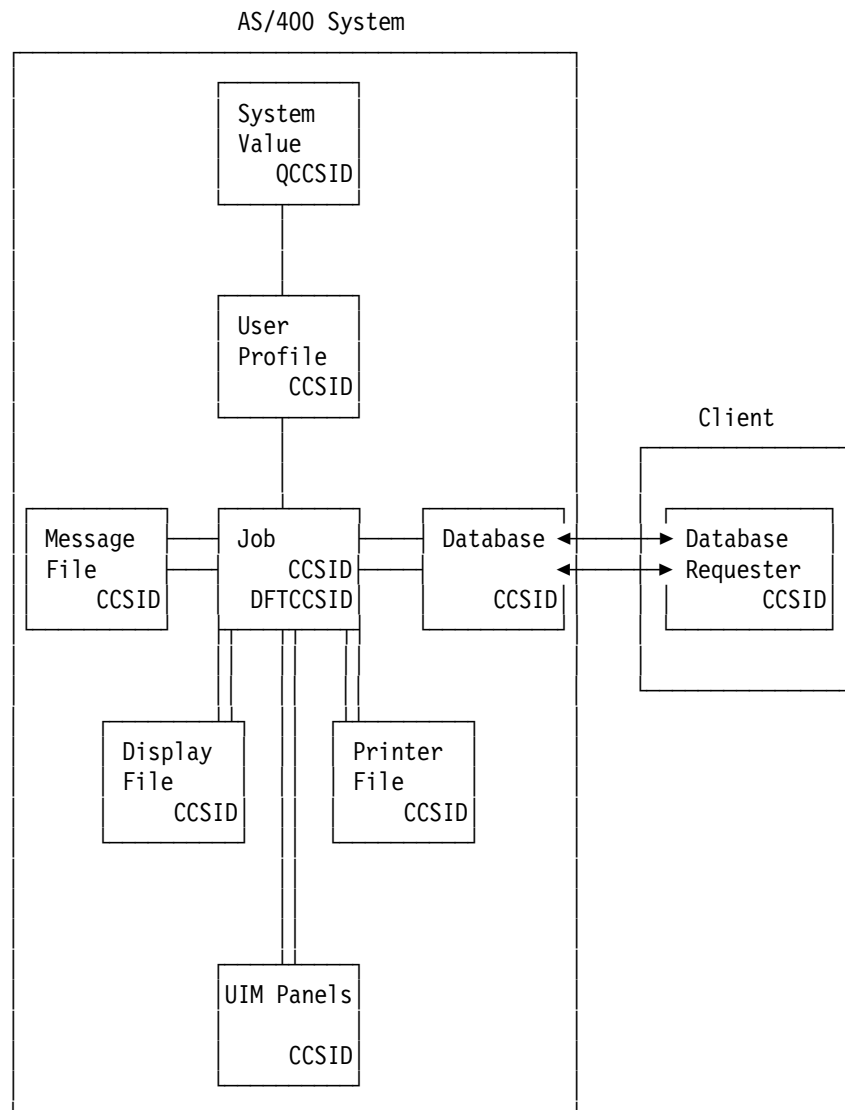 AS/400 System
System
Value
QCCSID
User
Profile
CCSID
Client
Message
File
CCSID
Job
CCSID
DFTCCSID
Database
CCSID
Database
Requester
CCSID
Display
File
CCSID
Printer
File
CCSID
UIM Panels
CCSID